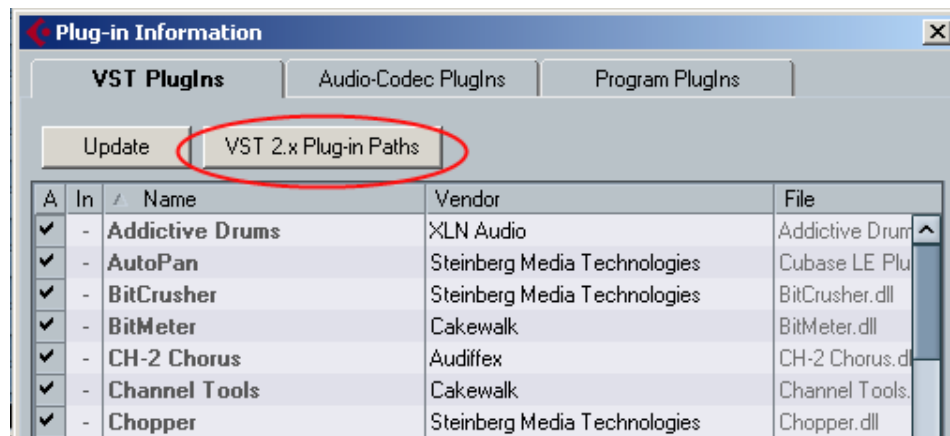 Plug-in Information
VST PlugIns Audio-Codec PlugIns Program PlugIns
Update VST 2.x Plug-in Paths
A In Name Vendor File
- Addictive Drums XLN Audio Addictive Drum
- AutoPan Steinberg Media Technologies Cubase LE Plu
- BitCrusher Steinberg Media Technologies BitCrusher.dll
- BitMeter Cakewalk BitMeter.dll
- CH-2 Chorus Audiffex CH-2 Chorus.dl
- Channel Tools Cakewalk Channel Tools.
- Chopper Steinberg Media Technologies Chopper.dll